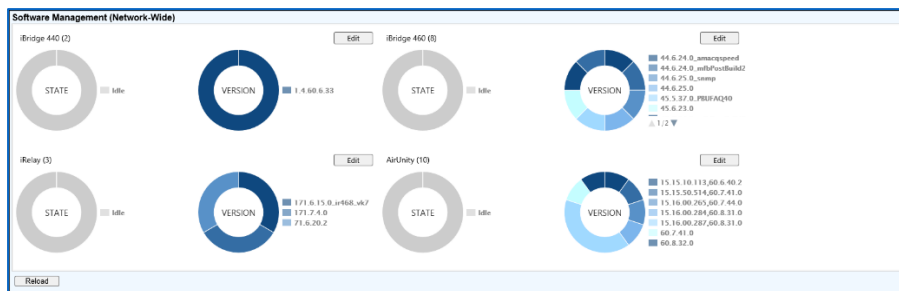 Software Management (Network-Wide)
iBridge 440 (2)
Edit
iBridge 460 (8)
Edit
STATE
Idle
VERSION
1.4.60.6.33
STATE
Idle
VERSION
44.6.24.0_amacqspeed
44.6.24.0_mfbPostBuild2
44.6.25.0_snmp
44.6.25.0
45.5.37.0_PBUFAQ40
45.6.23.0
1/2
iRelay (3)
Edit
AirUnity (10)
Edit
STATE
Idle
VERSION
171.6.15.0_ir468_vk7
171.7.4.0
71.6.20.2
STATE
Idle
VERSION
15.15.10.113,60.6.40.2
15.15.50.514,60.7.41.0
15.16.00.265,60.7.44.0
15.16.00.284,60.8.31.0
15.16.00.287,60.8.31.0
60.7.41.0
60.8.32.0
Reload